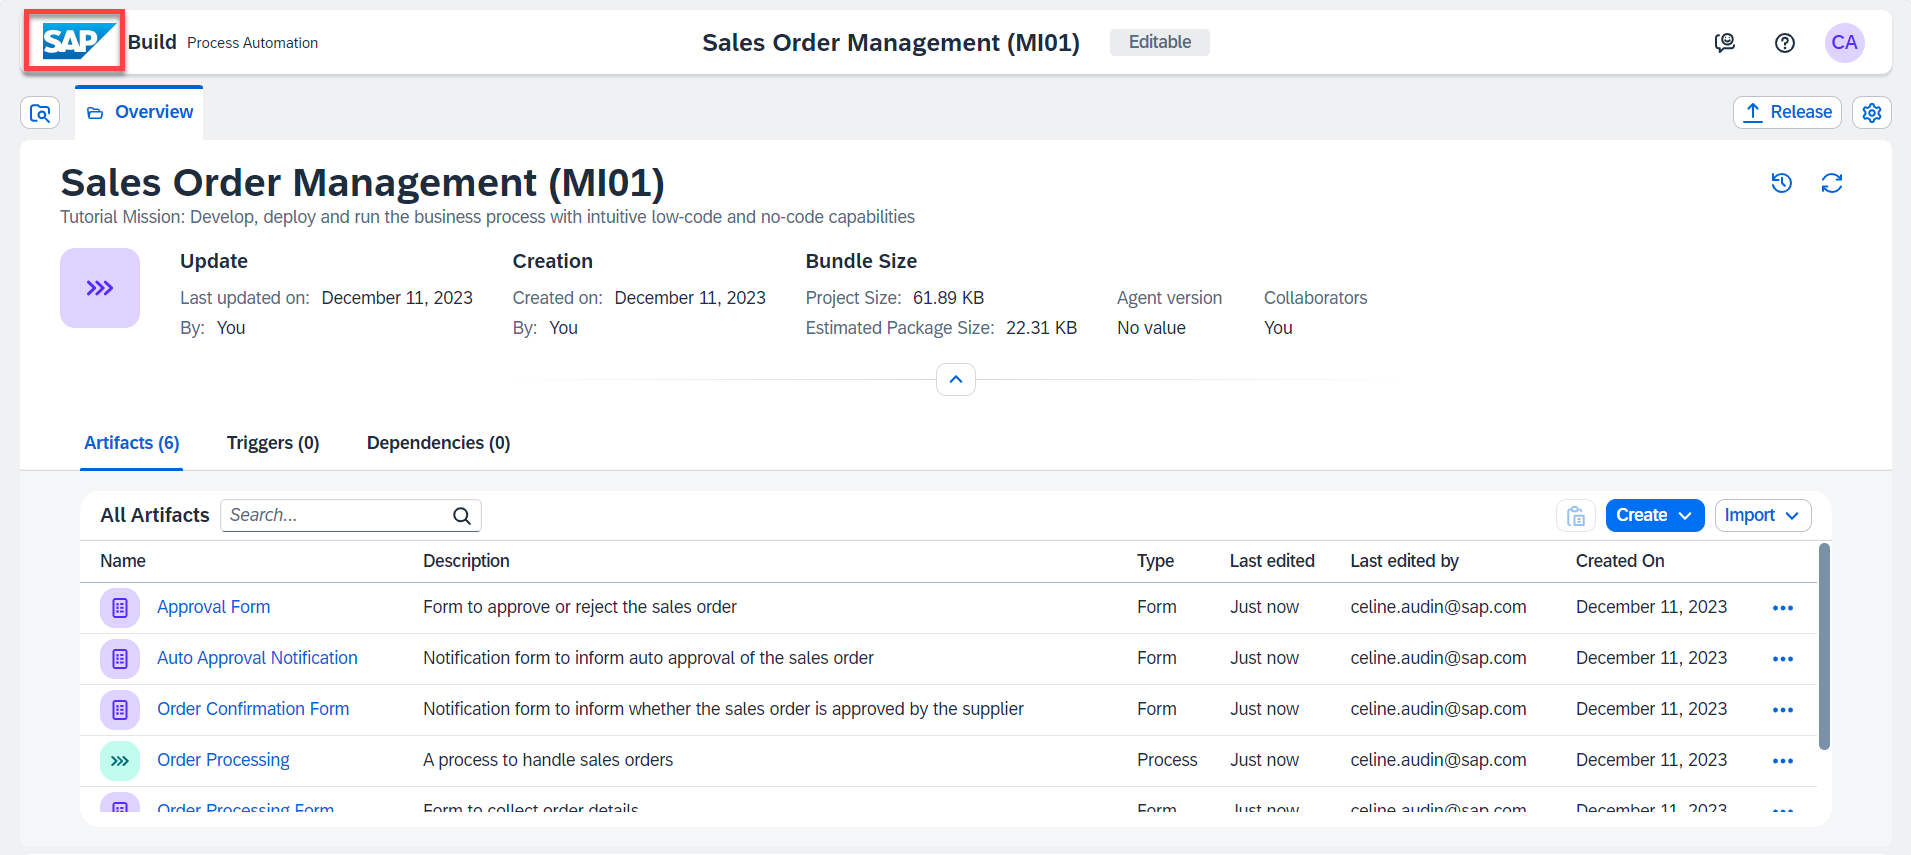 SAP Build Process Automation
Sales Order Management (MI01) Editable
CA
Overview
Release
Sales Order Management (MI01)
Tutorial Mission: Develop, deploy and run the business process with intuitive low-code and no-code capabilities
Update
Last updated on: December 11, 2023
By: You
Creation
Created on: December 11, 2023
By: You
Bundle Size
Project Size: 61.89 KB
Estimated Package Size: 22.31 KB
Agent version
No value
Collaborators
You
Artifacts (6) Triggers (0) Dependencies (0)
All Artifacts Search... Create Import
Name Description Type Last edited Last edited by Created On
Approval Form Form to approve or reject the sales order Form Just now celine.audin@sap.com December 11, 2023
Auto Approval Notification Notification form to inform auto approval of the sales order Form Just now celine.audin@sap.com December 11, 2023
Order Confirmation Form Notification form to inform whether the sales order is approved by the supplier Form Just now celine.audin@sap.com December 11, 2023
Order Processing A process to handle sales orders Process Just now celine.audin@sap.com December 11, 2023
Order Processing Form Form to collect order details Form Just now celine.audin@sap.com December 11, 2023